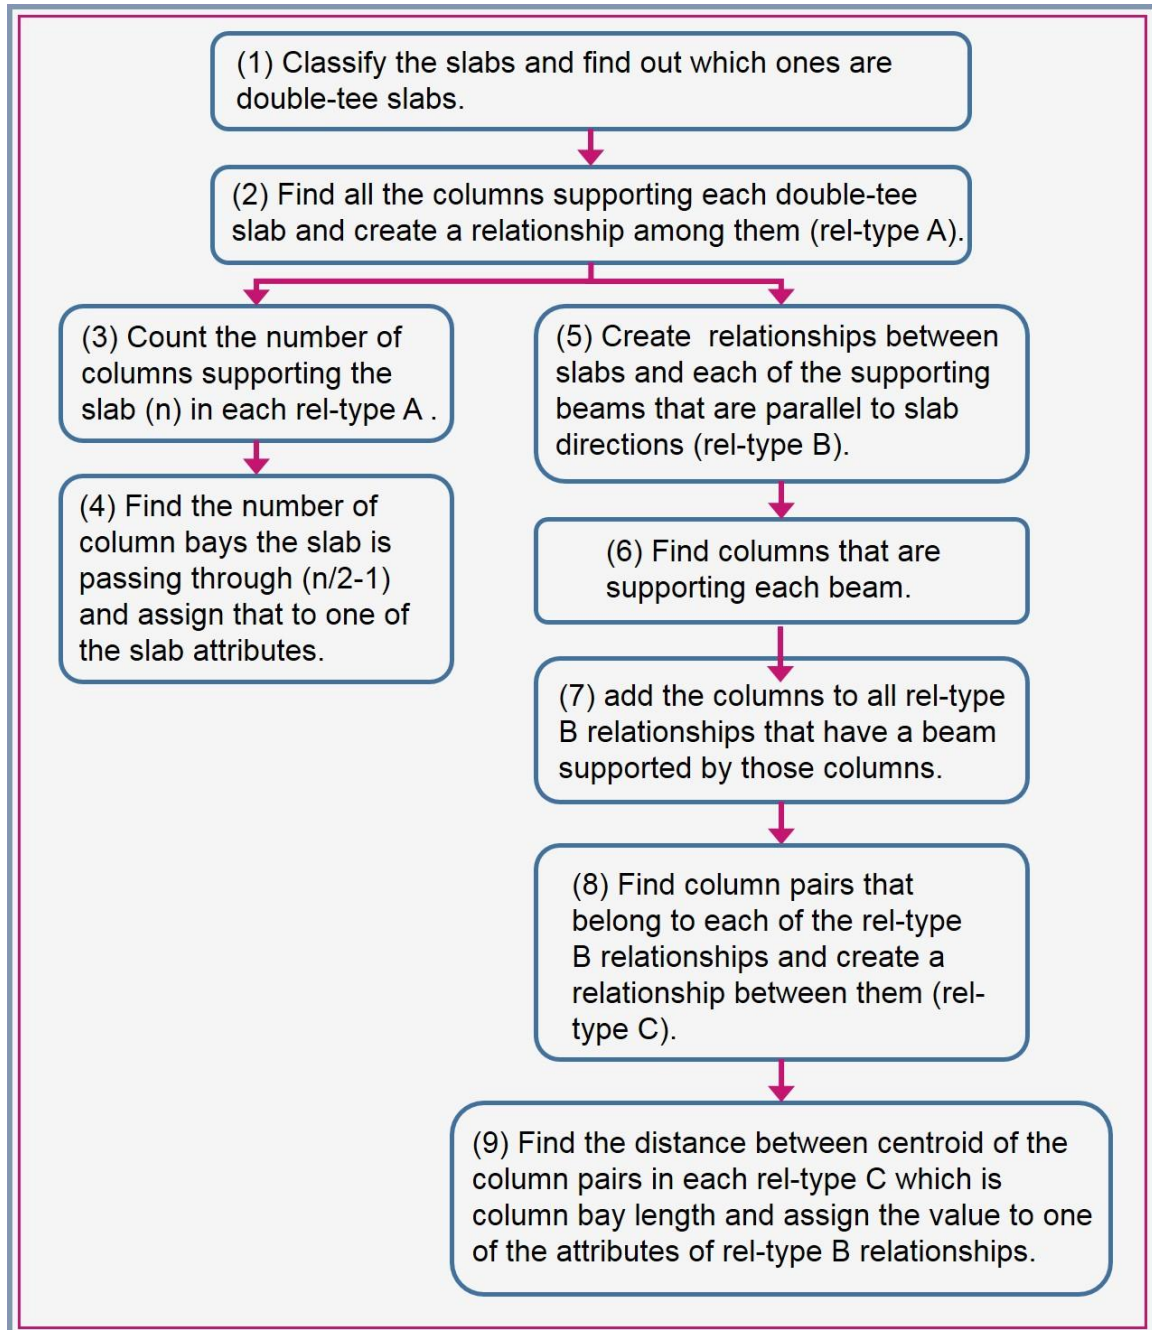 (1) Classify the slabs and find out which ones are
double-tee slabs.
(2) Find all the columns supporting each double-tee
slab and create a relationship among them (rel-type A).
(3) Count the number of
columns supporting the
slab (n) in each rel-type A .
(4) Find the number of
column bays the slab is
passing through (n/2-1)
and assign that to one of
the slab attributes.
(5) Create  relationships between
slabs and each of the supporting
beams that are parallel to slab
directions (rel-type B).
(6) Find columns that are
supporting each beam.
(7) add the columns to all rel-type
B relationships that have a beam
supported by those columns.
(8) Find column pairs that
belong to each of the rel-type
B relationships and create a
relationship between them (rel-
type C).
(9) Find the distance between centroid of the
column pairs in each rel-type C which is
column bay length and assign the value to one
of the attributes of rel-type B relationships.